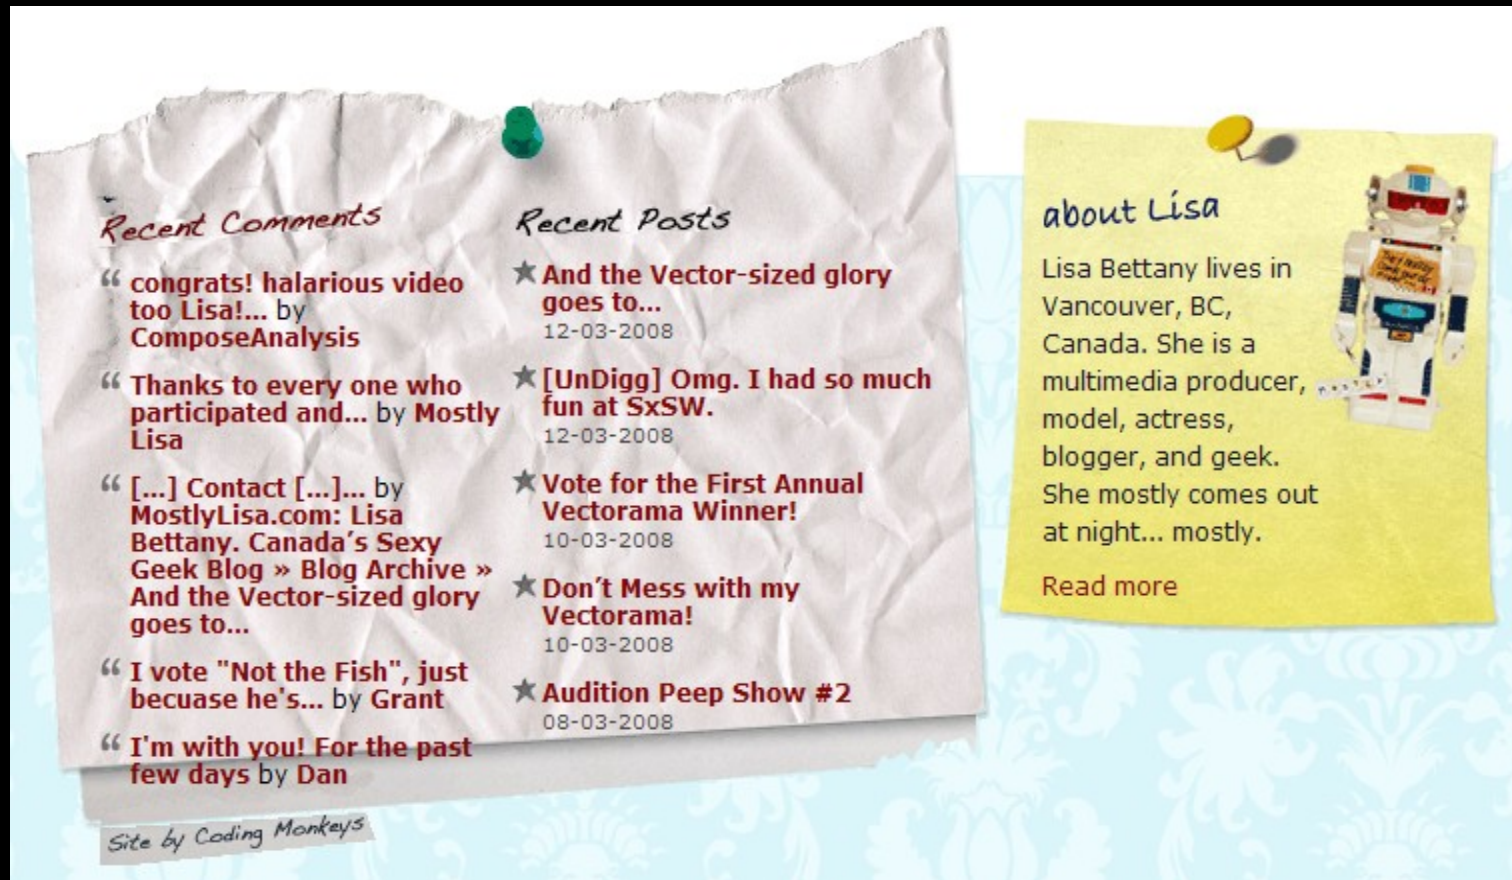 Recent Comments
“ congrats! halarious video
too Lisa!... by
ComposeAnalysis
“ Thanks to every one who
participated and... by Mostly
Lisa
“ [...] Contact [...]... by
MostlyLisa.com: Lisa
Bettany. Canada’s Sexy
Geek Blog » Blog Archive »
And the Vector-sized glory
goes to...
“ I vote "Not the Fish", just
becuase he's... by Grant
“ I'm with you! For the past
few days by Dan
Site by Coding Monkeys
Recent Posts
And the Vector-sized glory
goes to...
12-03-2008
[UnDigg] Omg. I had so much
fun at SxSW.
12-03-2008
Vote for the First Annual
Vectorama Winner!
10-03-2008
Don’t Mess with my
Vectorama!
10-03-2008
Audition Peep Show #2
08-03-2008
about Lisa
Lisa Bettany lives in
Vancouver, BC,
Canada. She is a
multimedia producer,
model, actress,
blogger, and geek.
She mostly comes out
at night... mostly.
Read more